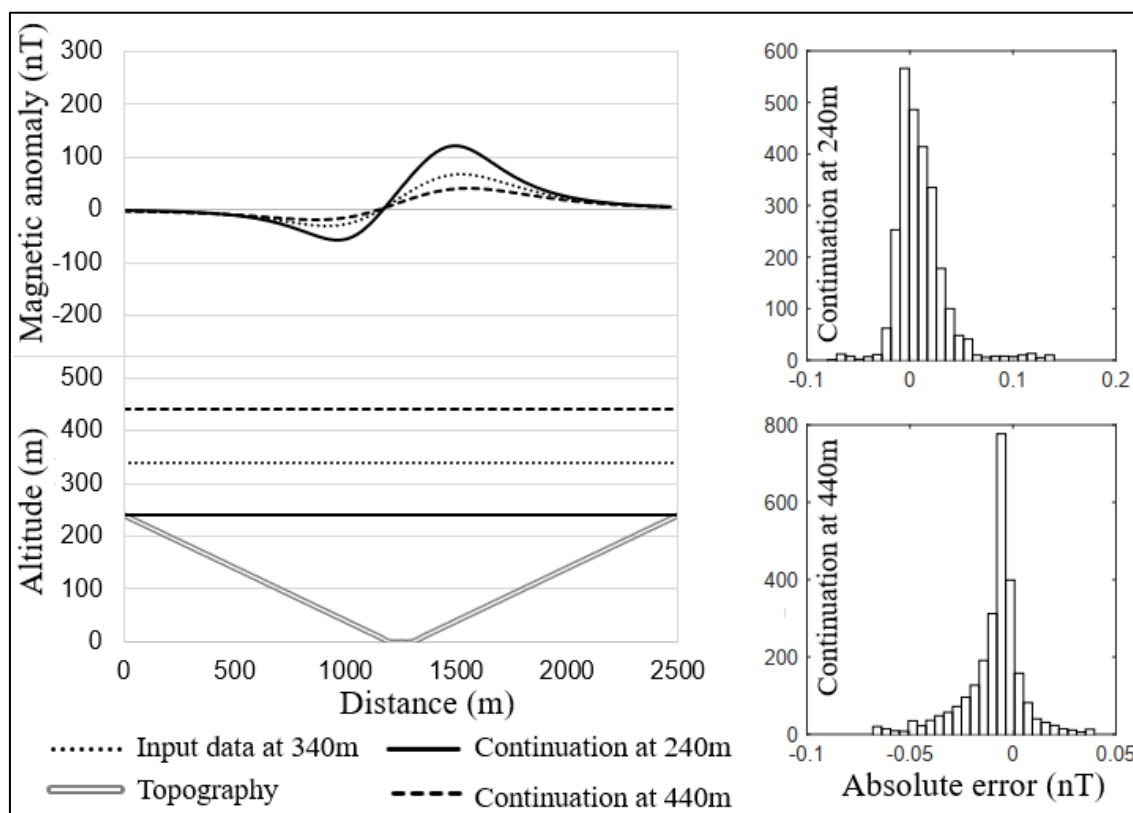 Magnetic anomaly (nT)
300
200
100
0
-100
-200
Altitude (m)
500
400
300
200
100
0
0 500 1000 1500 2000 2500
Distance (m)
Input data at 340m
Continuation at 240m
Topography
Continuation at 440m
Continuation at 240m
600
500
400
300
200
100
0
-0.1 0 0.1 0.2
Continuation at 440m
800
600
400
200
0
-0.1 -0.05 0 0.05
Absolute error (nT)